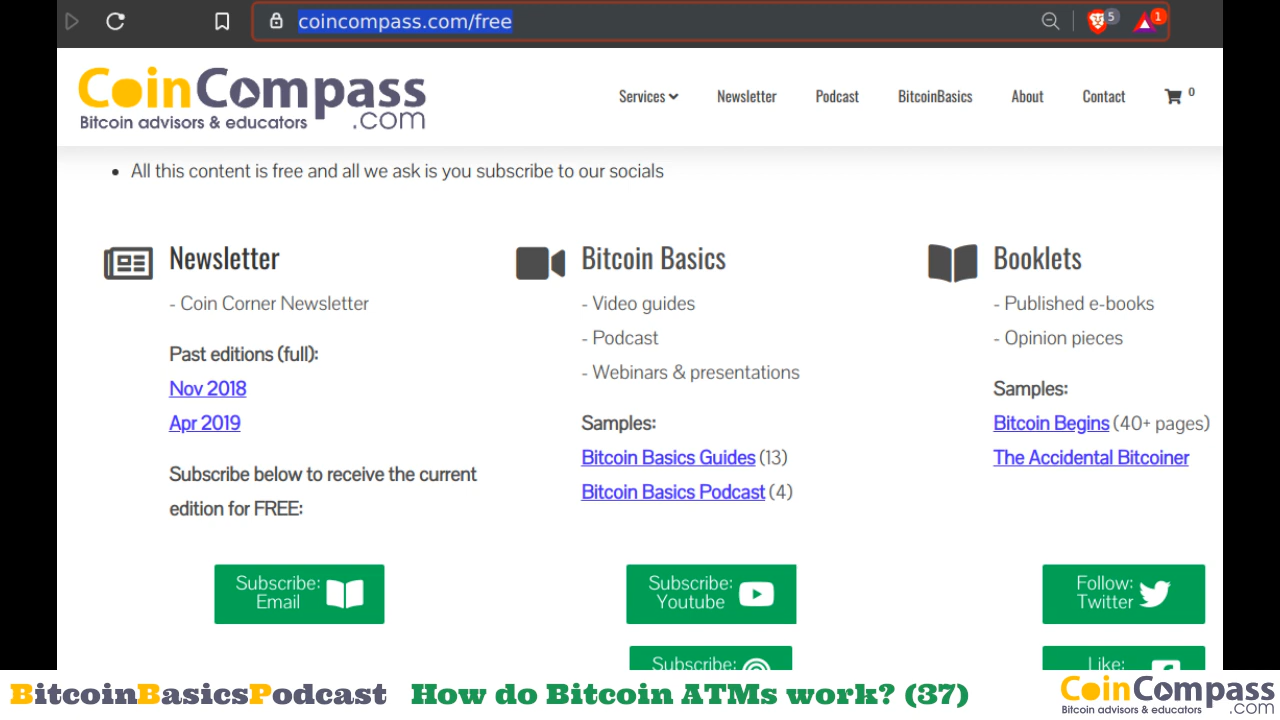 coincompass.com/free
5
1
CoinCompass
Bitcoin advisors & educators .com
Services
Newsletter
Podcast
BitcoinBasics
About
Contact
0
• All this content is free and all we ask is you subscribe to our socials
Newsletter
- Coin Corner Newsletter
Past editions (full):
Nov 2018
Apr 2019
Subscribe below to receive the current
edition for FREE:
Subscribe:
Email
Bitcoin Basics
- Video guides
- Podcast
- Webinars & presentations
Samples:
Bitcoin Basics Guides (13)
Bitcoin Basics Podcast (4)
Subscribe:
Youtube
Subscribe:
Booklets
- Published e-books
- Opinion pieces
Samples:
Bitcoin Begins (40+ pages)
The Accidental Bitcoiner
Follow:
Twitter
Like:
BitcoinBasicsPodcast
How do Bitcoin ATMs work? (37)
CoinCompass
Bitcoin advisors & educators .com